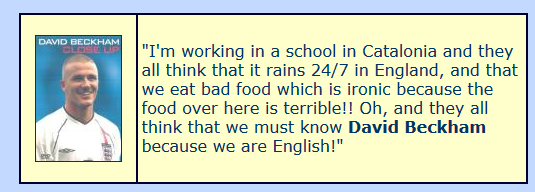 DAVID BECKHAM
CLOSE UP
"I'm working in a school in Catalonia and they
all think that it rains 24/7 in England, and that
we eat bad food which is ironic because the
food over here is terrible!! Oh, and they all
think that we must know David Beckham
because we are English!"